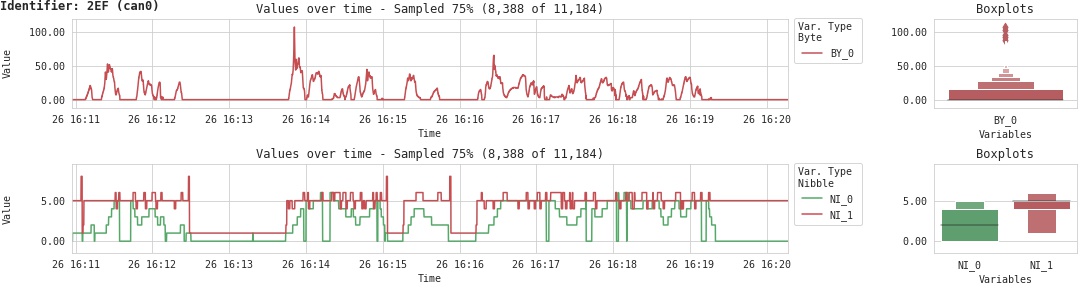 Identifier: 2EF (can0)
Values over time - Sampled 75% (8,388 of 11,184)
Value
100.00
50.00
0.00
26 16:11 26 16:12 26 16:13 26 16:14 26 16:15 26 16:16 26 16:17 26 16:18 26 16:19 26 16:20
Time
Var. Type
Byte
BY_0
Boxplots
100.00
50.00
0.00
BY_0
Variables
Values over time - Sampled 75% (8,388 of 11,184)
Value
5.00
0.00
26 16:11 26 16:12 26 16:13 26 16:14 26 16:15 26 16:16 26 16:17 26 16:18 26 16:19 26 16:20
Time
Var. Type
Nibble
NI_0
NI_1
Boxplots
5.00
0.00
NI_0 NI_1
Variables